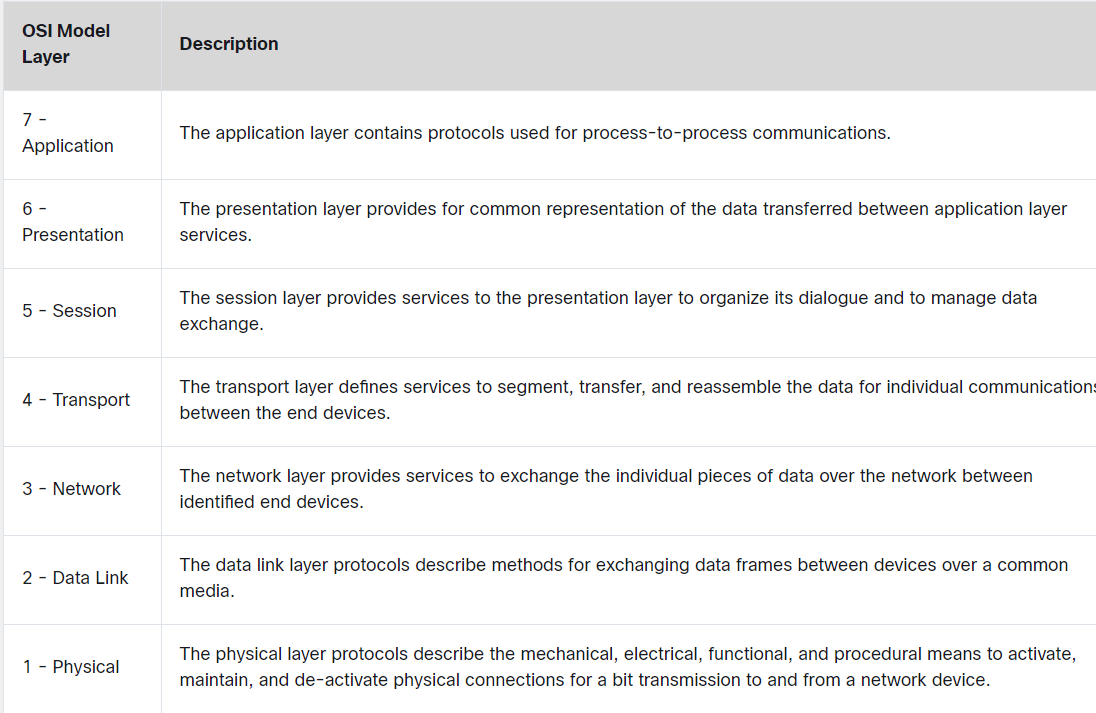 OSI Model
Layer
Description
7 -
Application
The application layer contains protocols used for process-to-process communications.
6 -
Presentation
The presentation layer provides for common representation of the data transferred between application layer
services.
5 - Session
The session layer provides services to the presentation layer to organize its dialogue and to manage data
exchange.
4 - Transport
The transport layer defines services to segment, transfer, and reassemble the data for individual communications
between the end devices.
3 - Network
The network layer provides services to exchange the individual pieces of data over the network between
identified end devices.
2 - Data Link
The data link layer protocols describe methods for exchanging data frames between devices over a common
media.
1 - Physical
The physical layer protocols describe the mechanical, electrical, functional, and procedural means to activate,
maintain, and de-activate physical connections for a bit transmission to and from a network device.